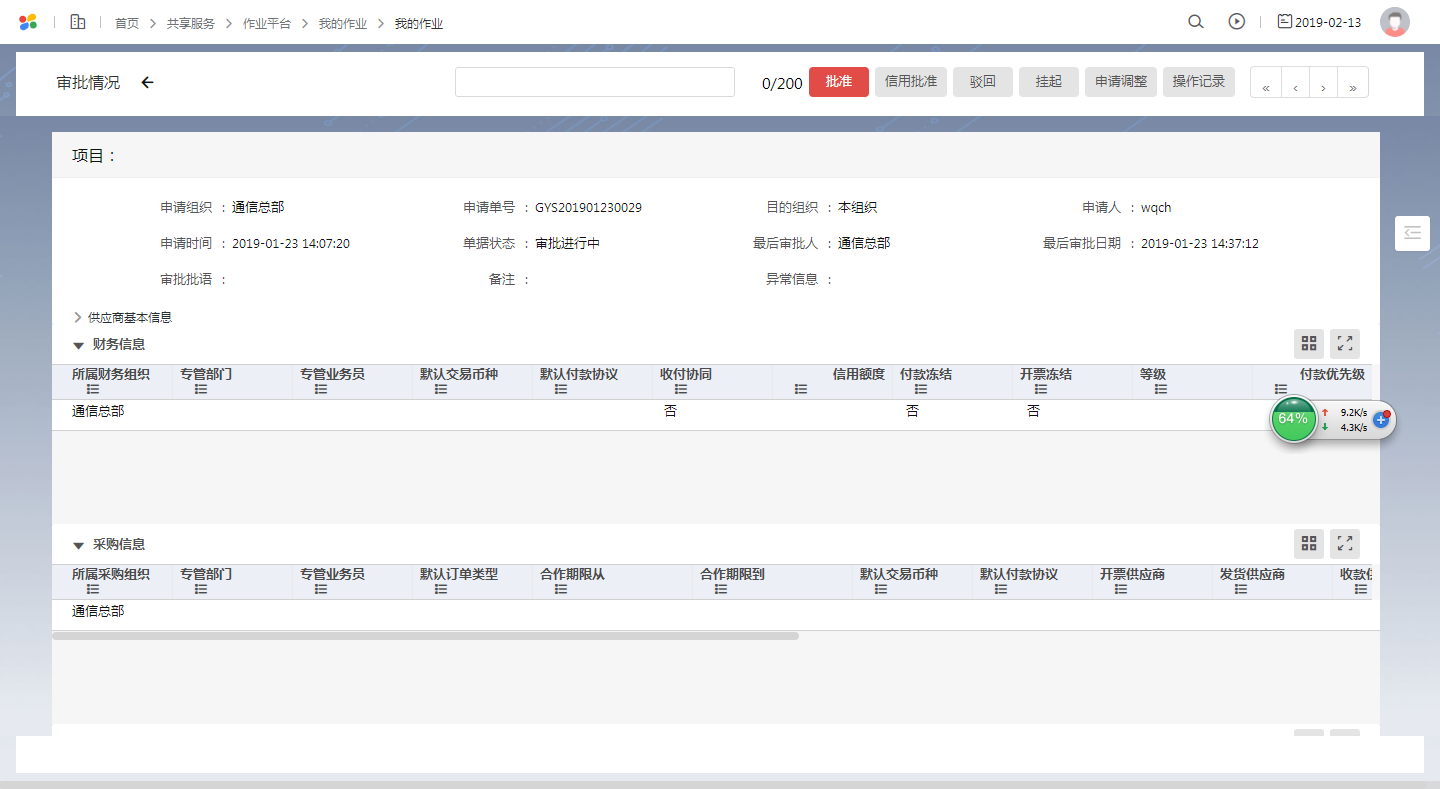 首页 > 共享服务 > 作业平台 > 我的作业 > 我的作业 2019-02-13
审批情况 0/200 批准 信用批准 驳回 挂起 申请调整 操作记录 « ‹ › »
项目：
申请组织 ： 通信总部 申请单号 ： GYS201901230029 目的组织 ： 本组织 申请人 ： wqch
申请时间 ： 2019-01-23 14:07:20 单据状态 ： 审批进行中 最后审批人 ： 通信总部 最后审批日期 ： 2019-01-23 14:37:12
审批批语 ： 备注 ： 异常信息 ：
供应商基本信息
财务信息
所属财务组织 专管部门 专管业务员 默认交易币种 默认付款协议 收付协同 信用额度 付款冻结 开票冻结 等级 付款优先级
通信总部 否 否 否
64% 9.2K/s
4.3K/s
采购信息
所属采购组织 专管部门 专管业务员 默认订单类型 合作期限从 合作期限到 默认交易币种 默认付款协议 开票供应商 发货供应商 收款
通信总部